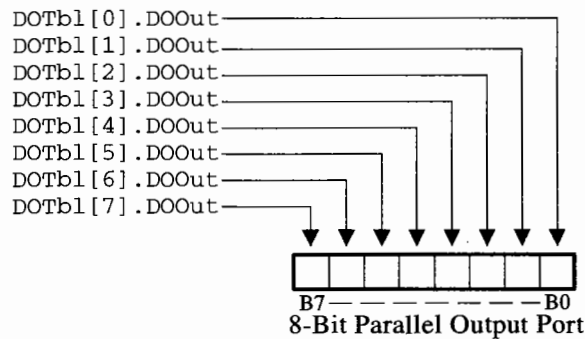 DOTbl[0].DOOut
DOTbl[1].DOOut
DOTbl[2].DOOut
DOTbl[3].DOOut
DOTbl[4].DOOut
DOTbl[5].DOOut
DOTbl[6].DOOut
DOTbl[7].DOOut
B7 B0
8-Bit Parallel Output Port